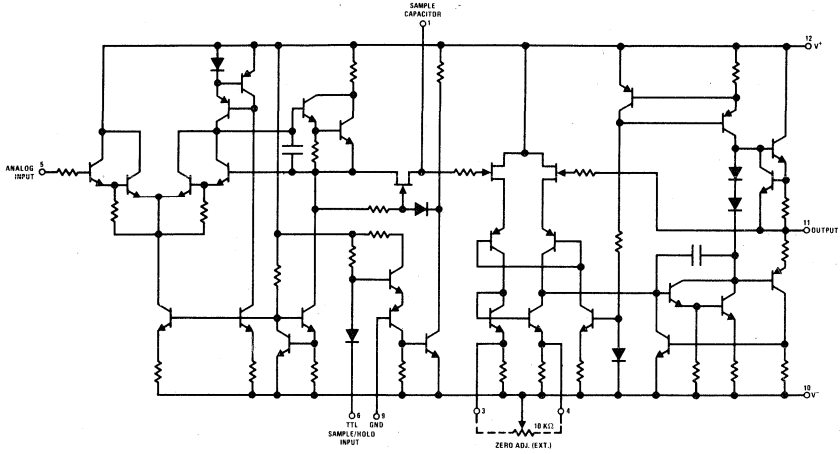 SAMPLE
CAPACITOR
1
12
V+
ANALOG
INPUT
5
11
OUTPUT
10
V-
6
TTL
SAMPLE/HOLD
INPUT
9
GND
3
4
10 KΩ
ZERO ADJ. (EXT.)